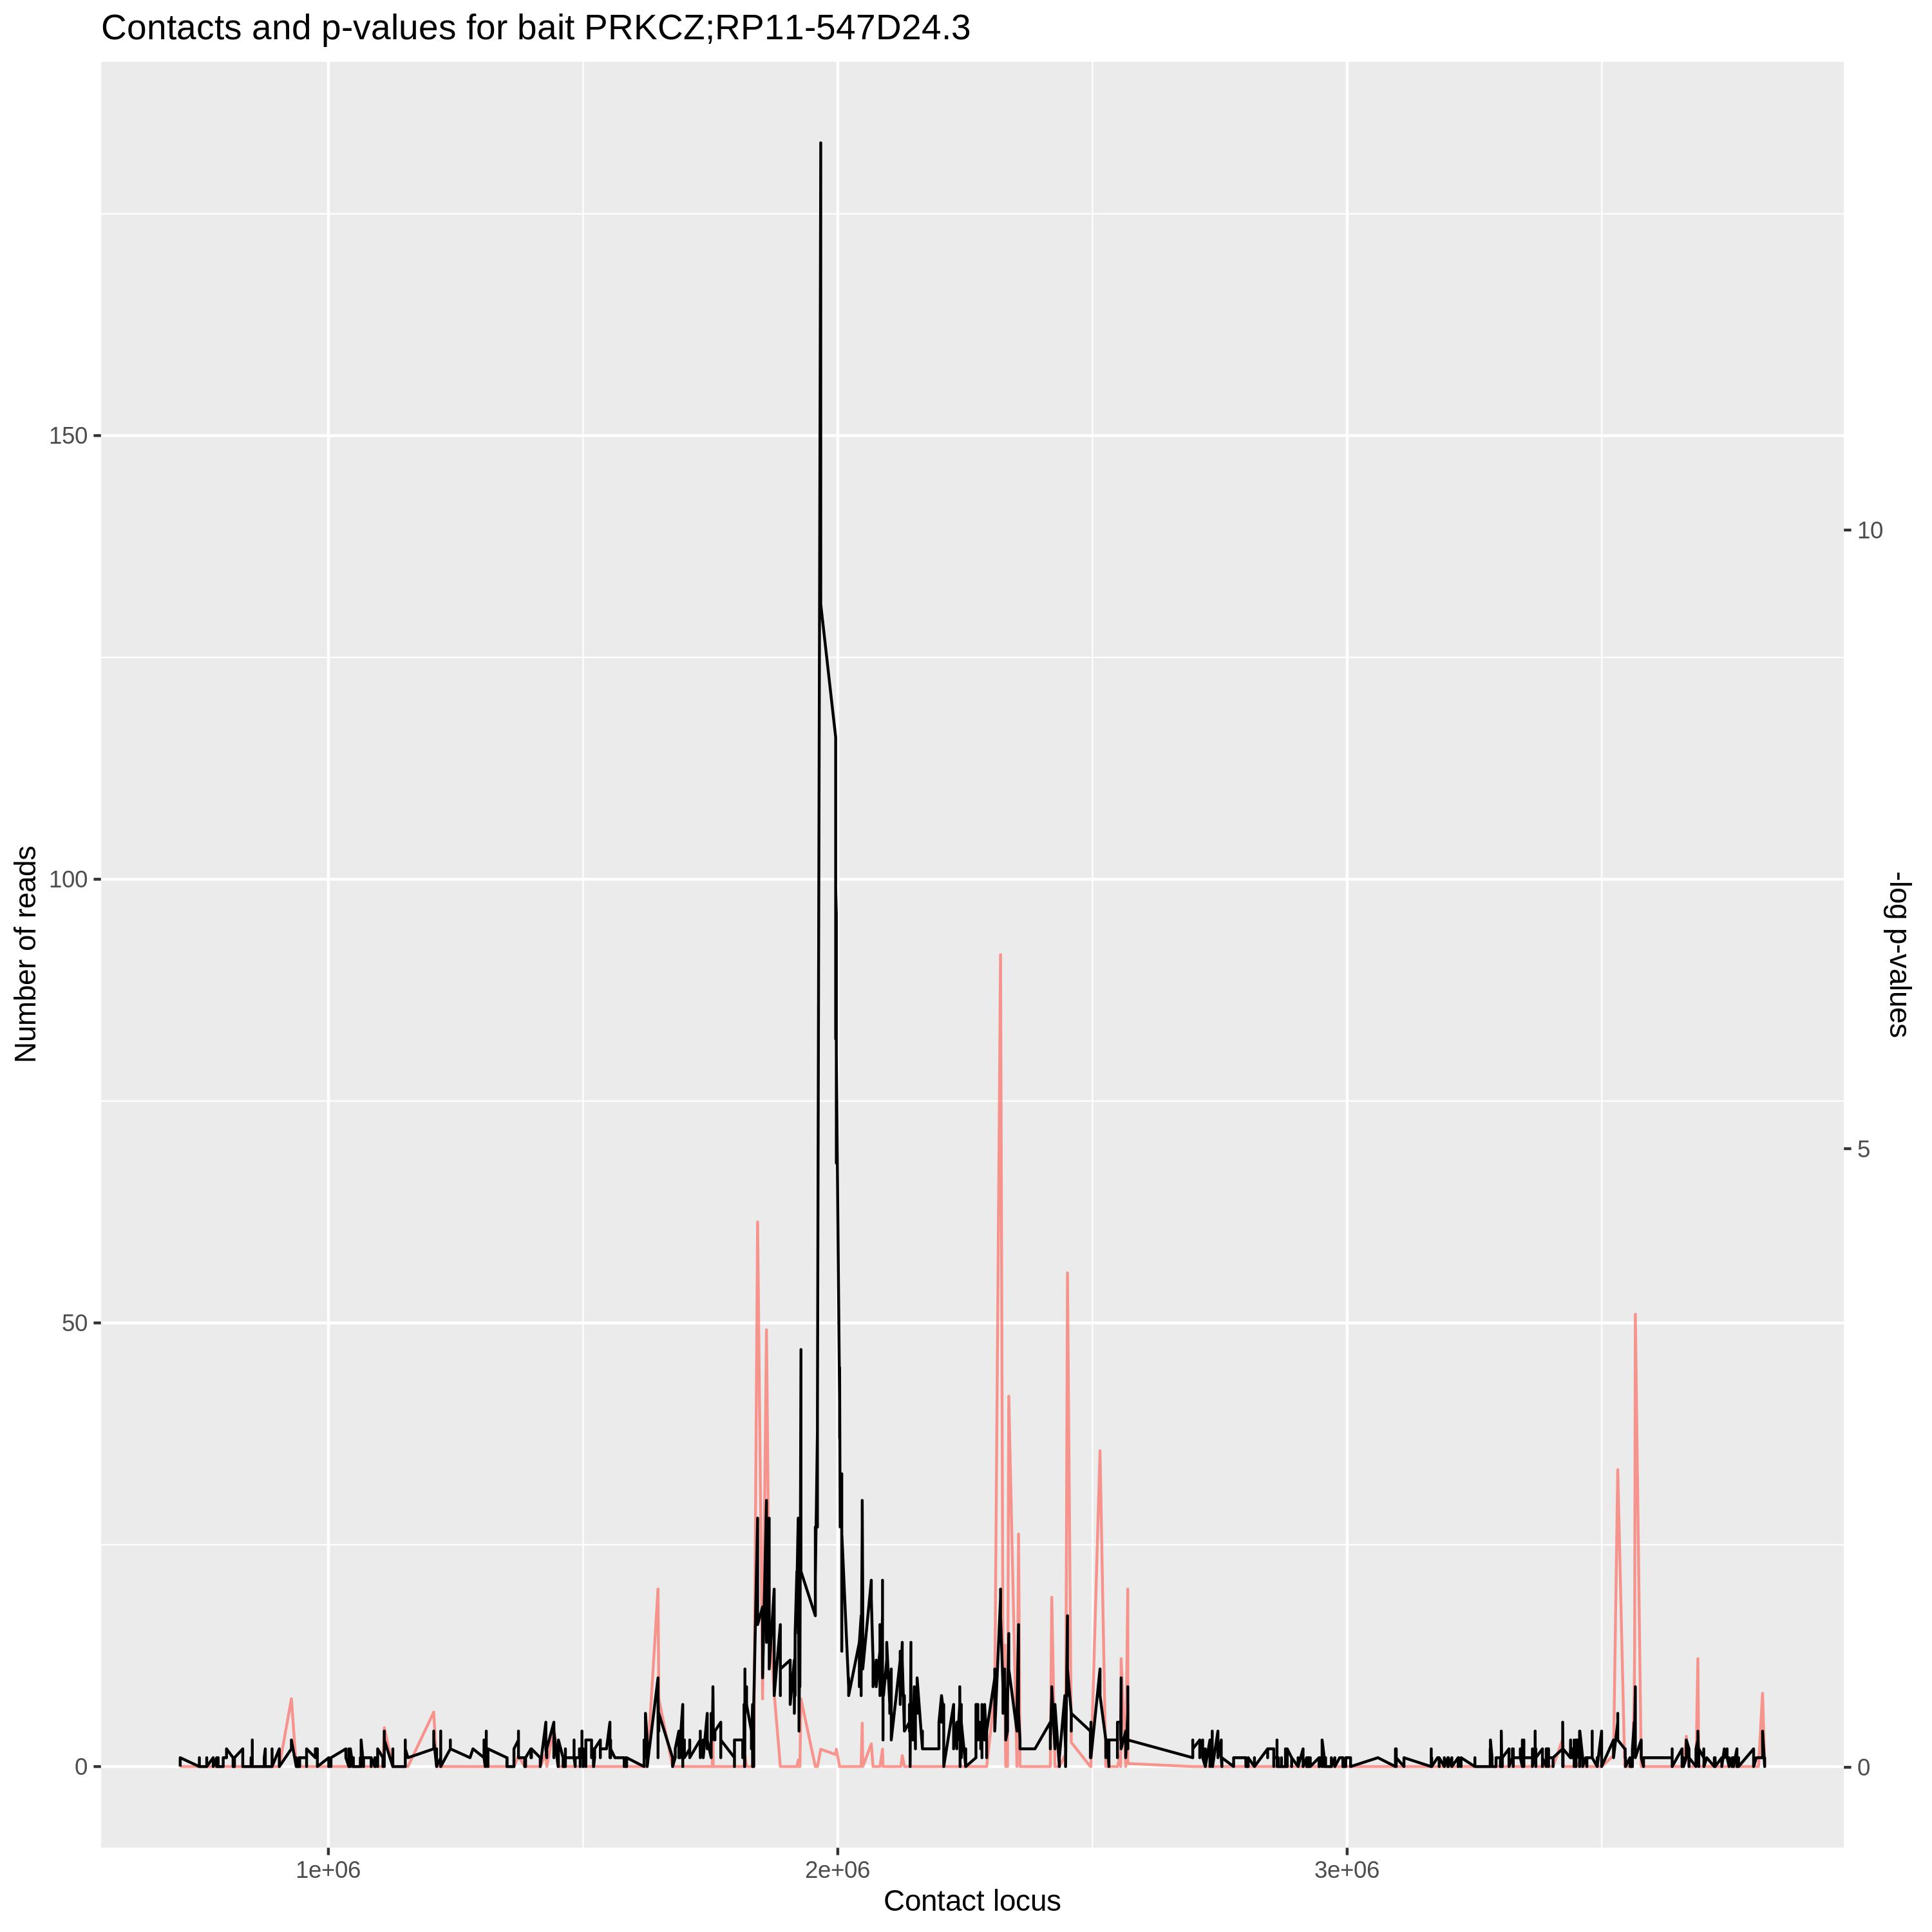 Contacts and p-values for bait PRKCZ;RP11-547D24.3
Number of reads
150
100
50
0
10
5
0
-log p-values
1e+06
2e+06
3e+06
Contact locus